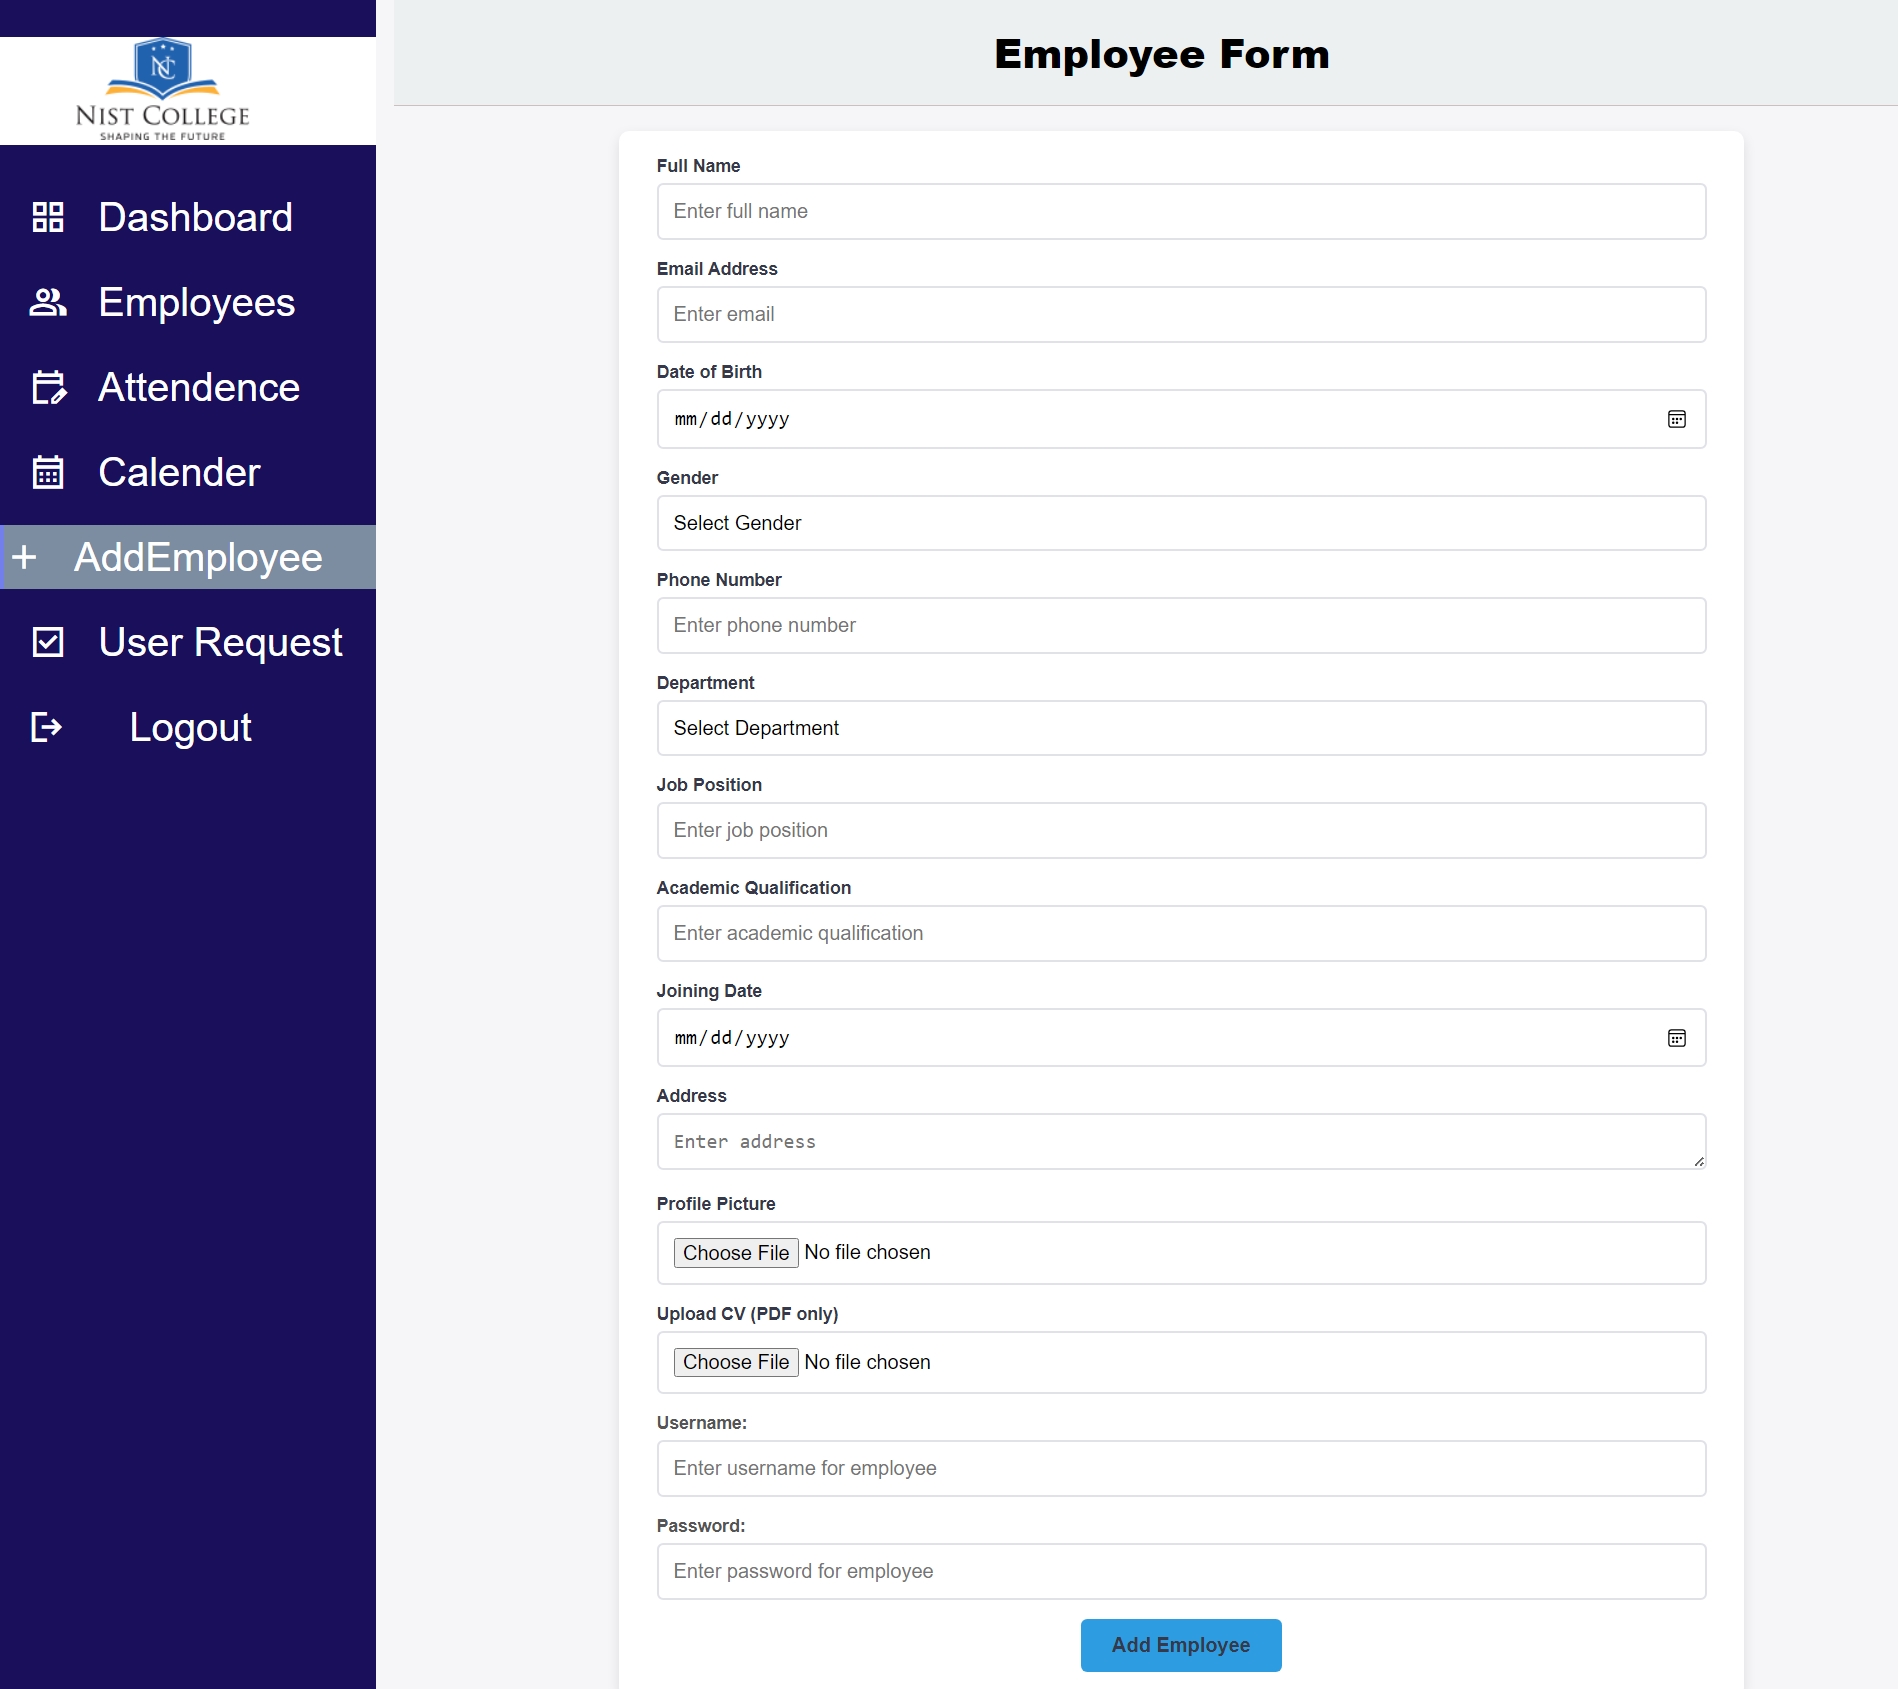 NC
NIST COLLEGE
SHAPING THE FUTURE
Dashboard
Employees
Attendence
Calender
AddEmployee
User Request
Logout
Employee Form
Full Name
Enter full name
Email Address
Enter email
Date of Birth
mm/dd/yyyy
Gender
Select Gender
Phone Number
Enter phone number
Department
Select Department
Job Position
Enter job position
Academic Qualification
Enter academic qualification
Joining Date
mm/dd/yyyy
Address
Enter address
Profile Picture
Choose File No file chosen
Upload CV (PDF only)
Choose File No file chosen
Username:
Enter username for employee
Password:
Enter password for employee
Add Employee